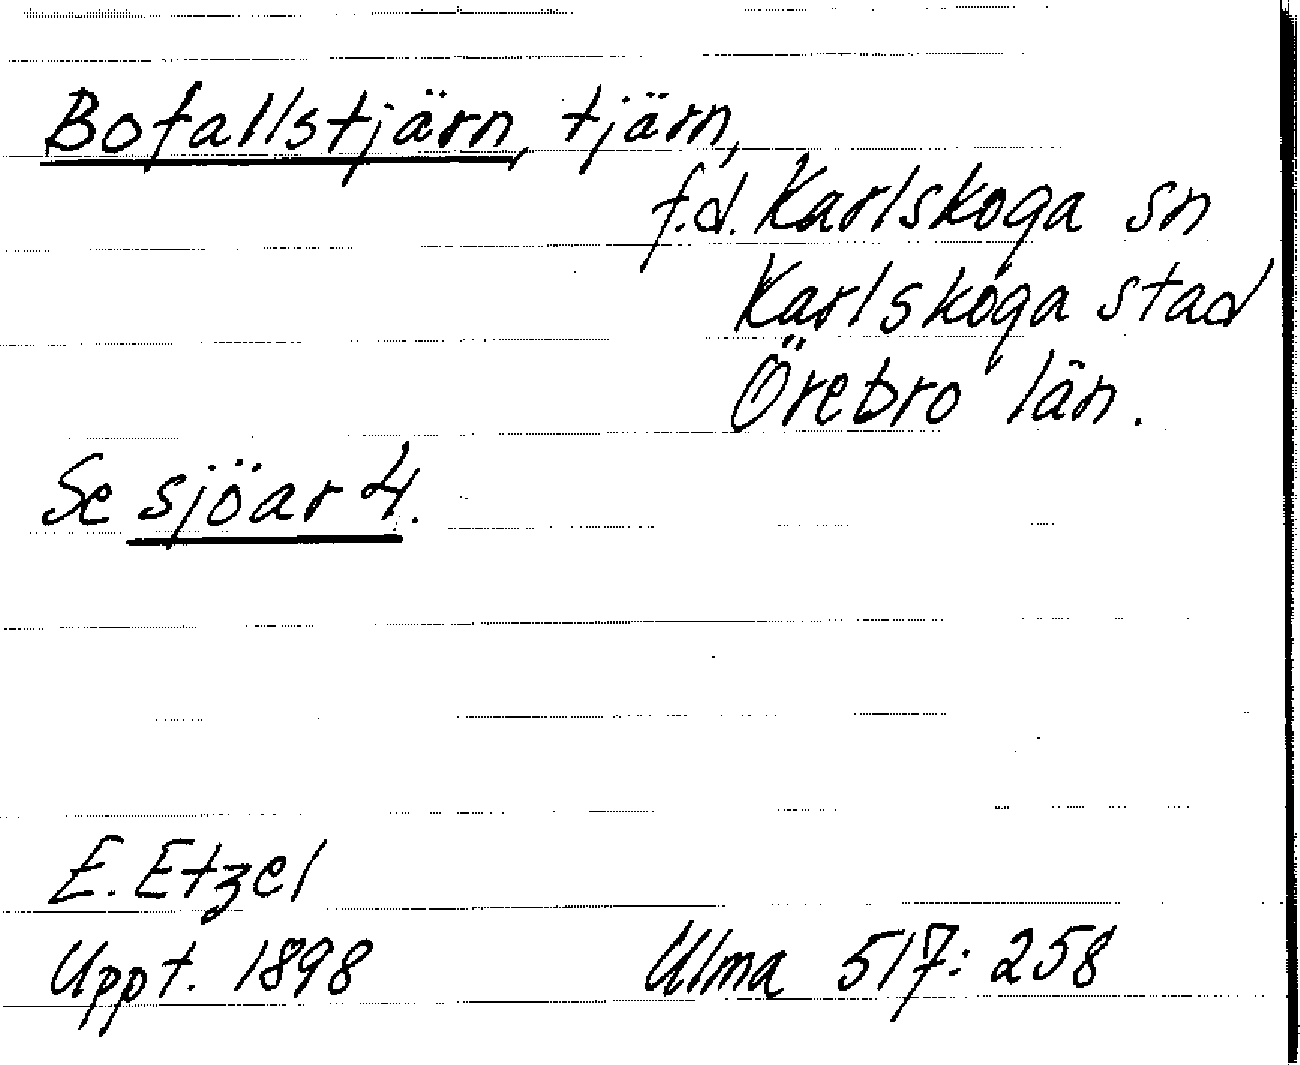 Bofallstjärn, tjärn,
f.d. Karlskoga sn
Karlskoga stad
Örebro län.
Se sjöar 4.
E. Etzel
Uppt. 1898 Ulma 517:258